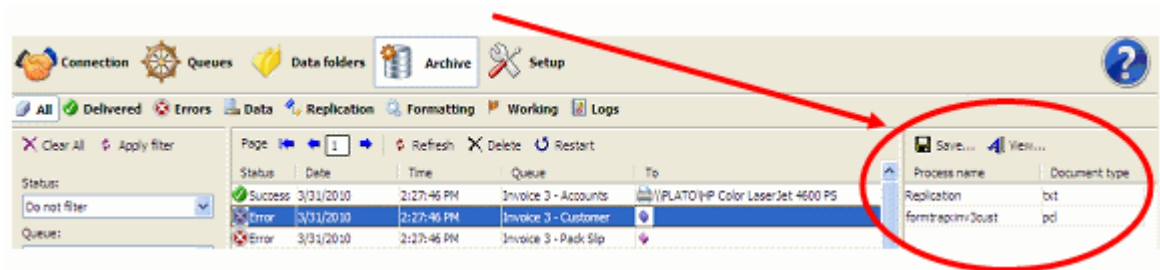 Connection Queues Data folders Archive Setup
All Delivered Errors Data Replication Formatting Working Logs
Clear All Apply filter Page 1 Refresh Delete Restart Save... View...
Status Date Time Queue To Process name Document type
Status:
Success 3/31/2010 2:27:46 PM Invoice 3 - Accounts \\PLATO\HP Color LaserJet 4600 PS Replication txt
Do not filter
Error 3/31/2010 2:27:46 PM Invoice 3 - Customer formtrap:inv3cust pcl
Queue:
Error 3/31/2010 2:27:46 PM Invoice 3 - Pack Slip